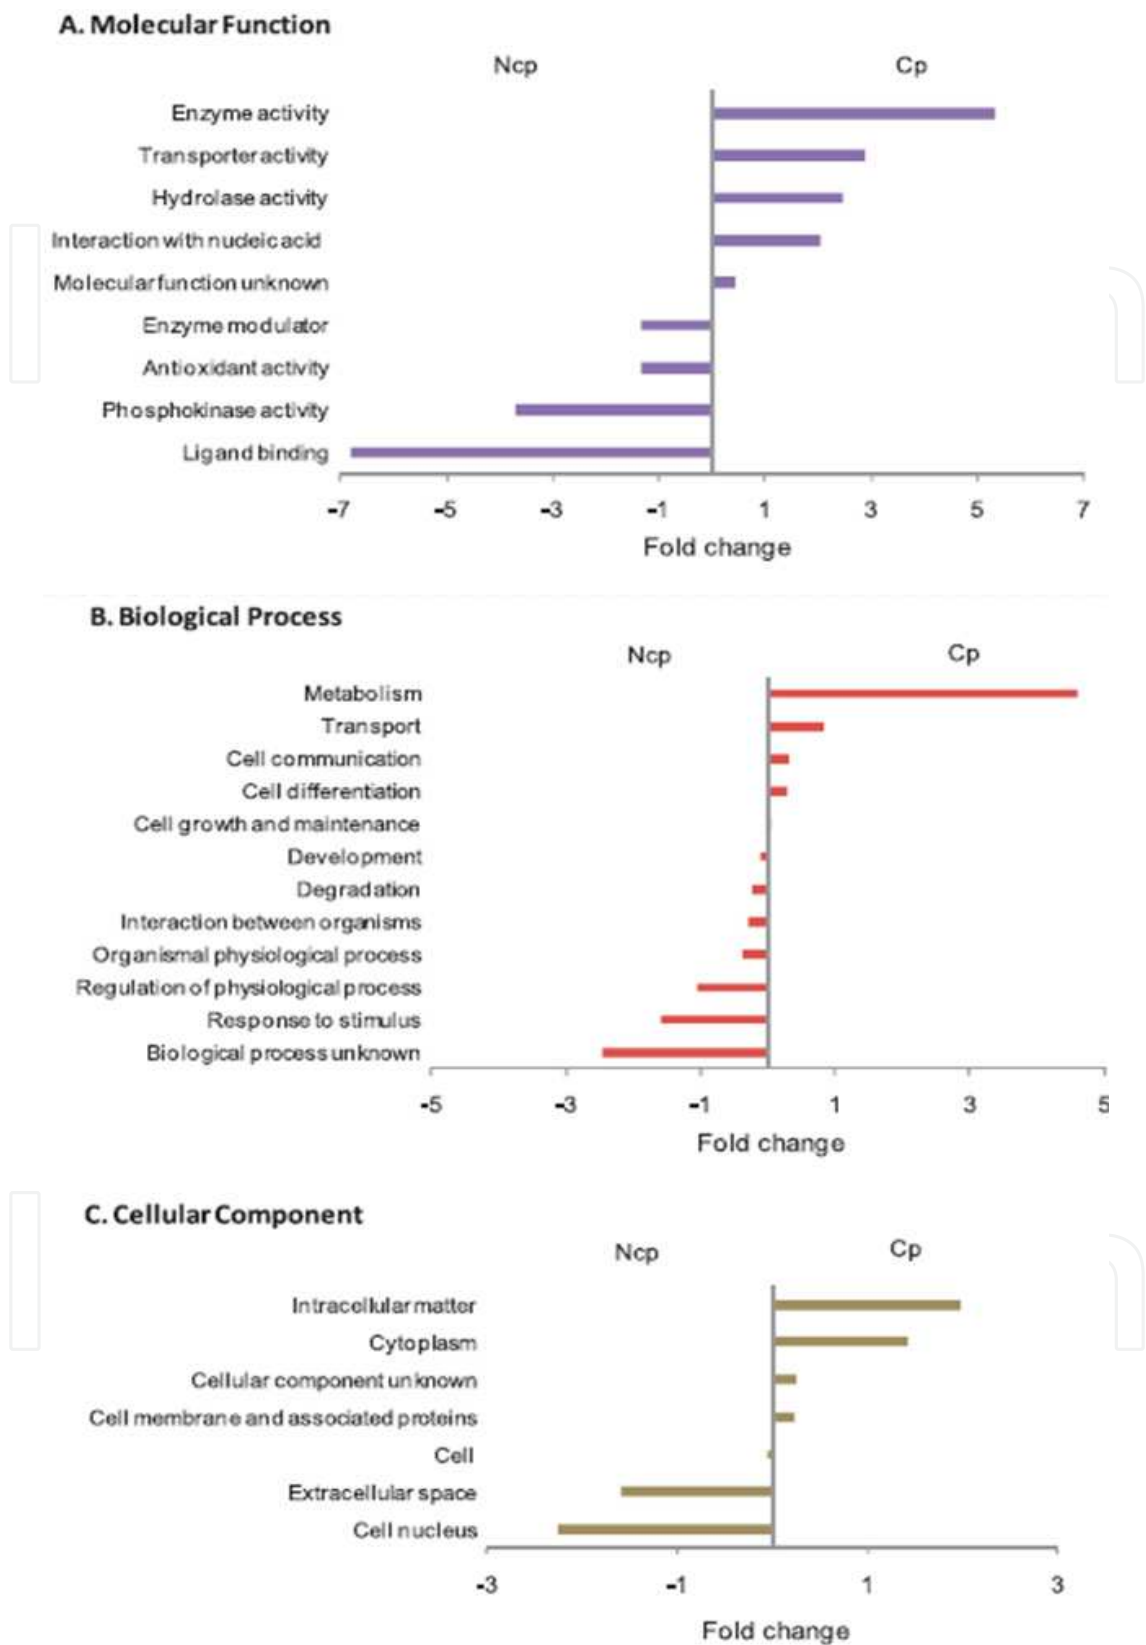 A. Molecular Function
Ncp Cp
Enzyme activity
Transporter activity
Hydrolase activity
Interaction with nucleic acid
Molecular function unknown
Enzyme modulator
Antioxidant activity
Phosphokinase activity
Ligand binding
-7 -5 -3 -1 1 3 5 7
Fold change
B. Biological Process
Ncp Cp
Metabolism
Transport
Cell communication
Cell differentiation
Cell growth and maintenance
Development
Degradation
Interaction between organisms
Organismal physiological process
Regulation of physiological process
Response to stimulus
Biological process unknown
-5 -3 -1 1 3 5
Fold change
C. Cellular Component
Ncp Cp
Intracellular matter
Cytoplasm
Cellular component unknown
Cell membrane and associated proteins
Cell
Extracellular space
Cell nucleus
-3 -1 1 3
Fold change